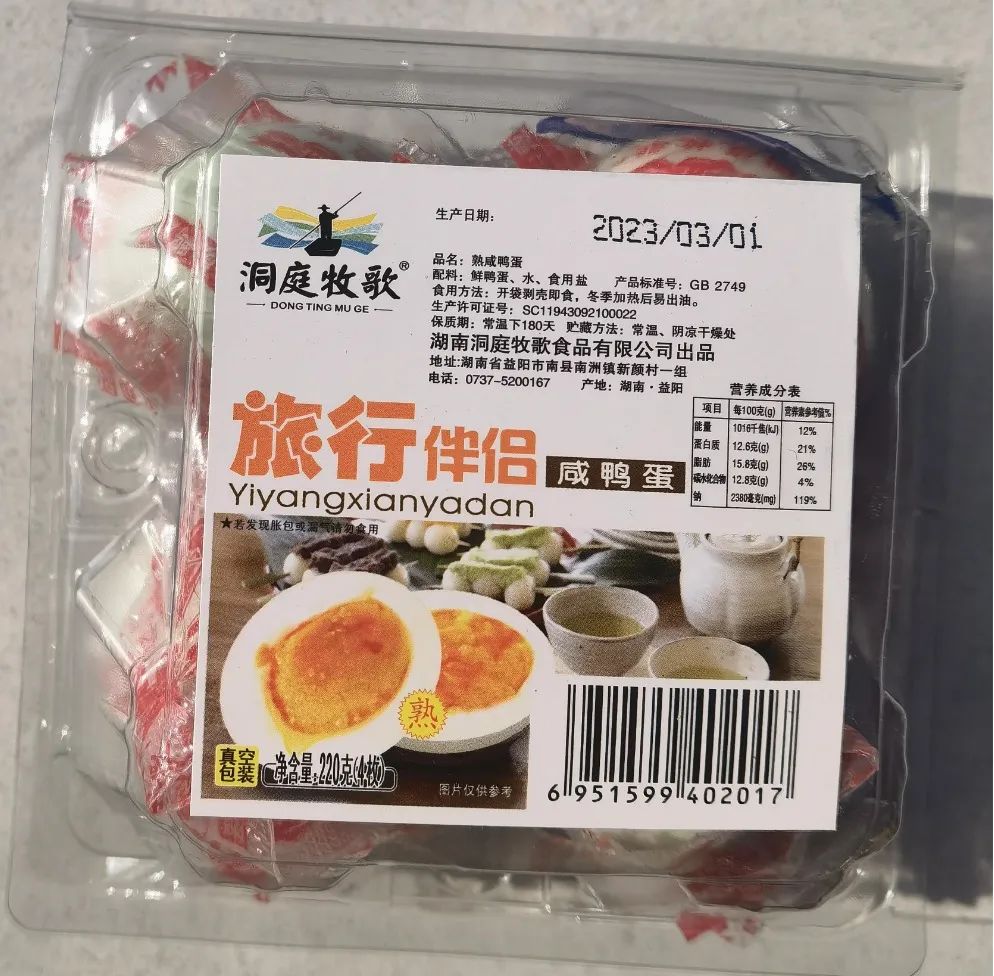 洞庭牧歌®
DONG TING MU GE
生产日期：
2023/03/01
品名：熟咸鸭蛋
配料：鲜鸭蛋、水、食用盐 产品标准号：GB 2749
食用方法：开袋剥壳即食，冬季加热后易出油。
生产许可证号：SC11943092100022
保质期：常温下180天 贮藏方法：常温、阴凉干燥处
湖南洞庭牧歌食品有限公司出品
地址:湖南省益阳市南县南洲镇新颜村一组
电话：0737-5200167 产地：湖南·益阳
营养成分表
项目 每100克(g) 营养素参考值%
能量 1016千焦(kJ) 12%
蛋白质 12.6克(g) 21%
脂肪 15.6克(g) 26%
碳水化合物 12.8克(g) 4%
钠 2380毫克(mg) 119%
旅行伴侣
咸鸭蛋
Yiyangxianyadan
★若发现胀包或漏气请勿食用
熟
真空
包装
净含量:220克(4枚)
图片仅供参考
6 951599 402017